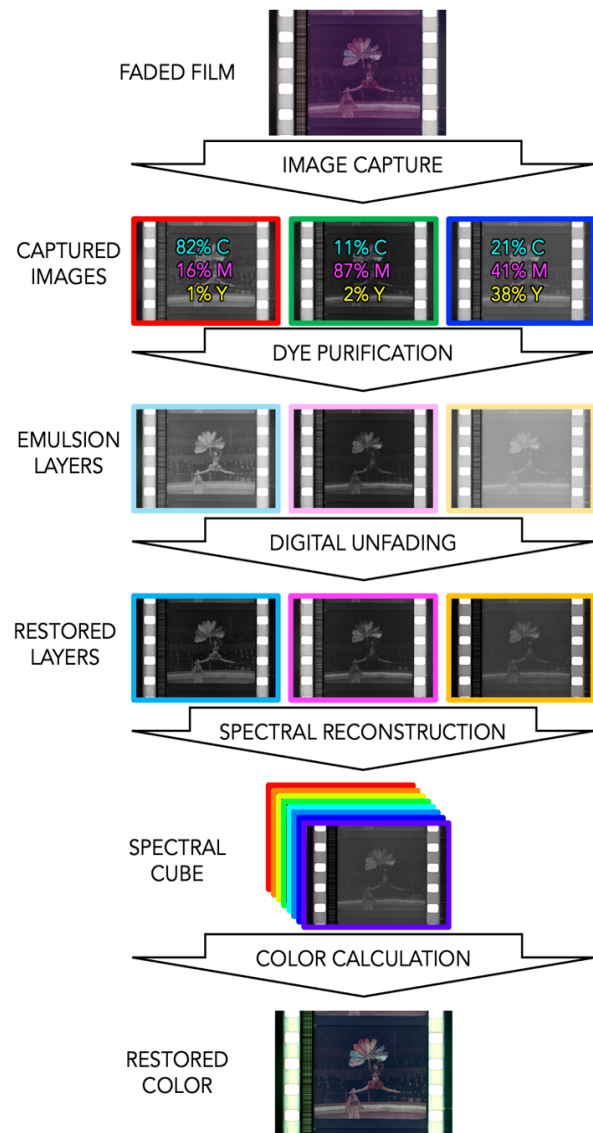 FADED FILM
IMAGE CAPTURE
CAPTURED
IMAGES
82% C
16% M
1% Y
11% C
87% M
2% Y
21% C
41% M
38% Y
DYE PURIFICATION
EMULSION
LAYERS
DIGITAL UNFADING
RESTORED
LAYERS
SPECTRAL RECONSTRUCTION
SPECTRAL
CUBE
COLOR CALCULATION
RESTORED
COLOR